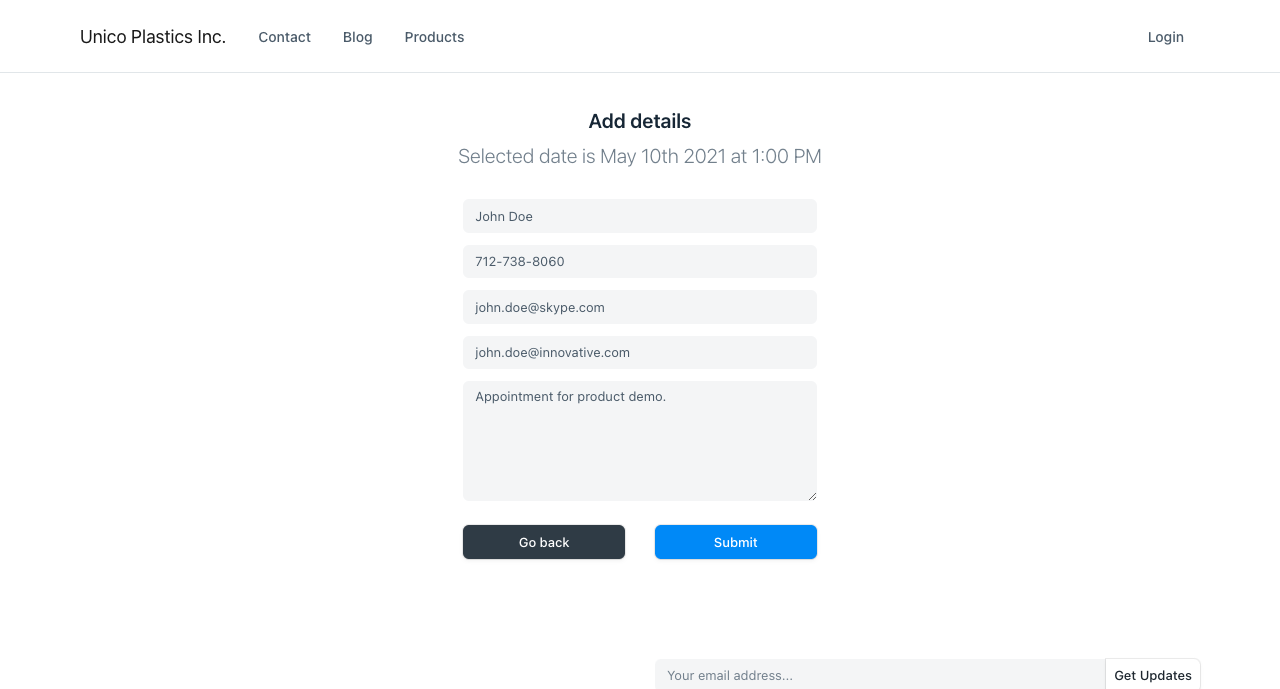 Unico Plastics Inc. Contact Blog Products Login
Add details
Selected date is May 10th 2021 at 1:00 PM
John Doe
712-738-8060
john.doe@skype.com
john.doe@innovative.com
Appointment for product demo.
Go back Submit
Your email address... Get Updates